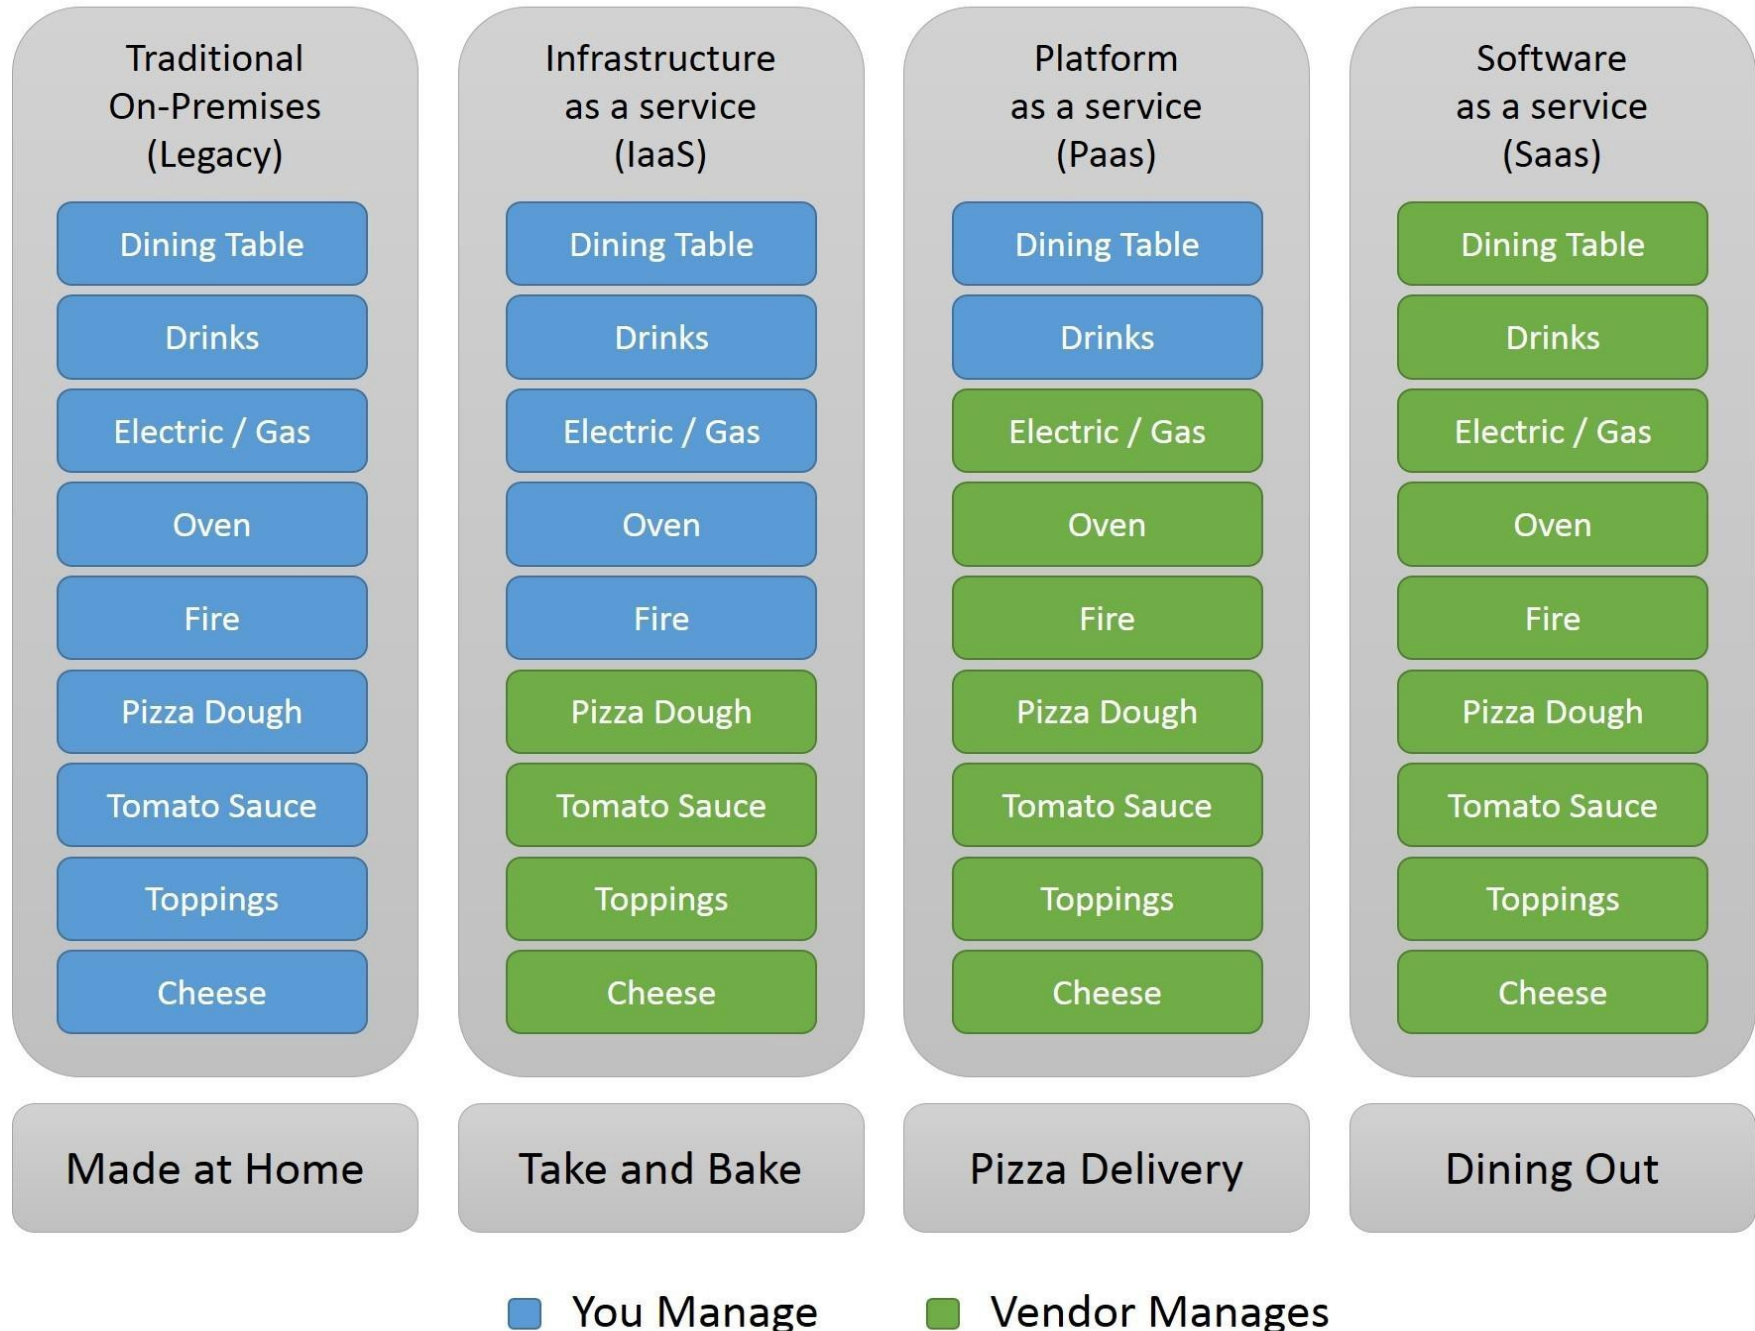 Traditional
On-Premises
(Legacy)
Dining Table
Drinks
Electric / Gas
Oven
Fire
Pizza Dough
Tomato Sauce
Toppings
Cheese
Made at Home
Infrastructure
as a service
(IaaS)
Dining Table
Drinks
Electric / Gas
Oven
Fire
Pizza Dough
Tomato Sauce
Toppings
Cheese
Take and Bake
Platform
as a service
(Paas)
Dining Table
Drinks
Electric / Gas
Oven
Fire
Pizza Dough
Tomato Sauce
Toppings
Cheese
Pizza Delivery
Software
as a service
(Saas)
Dining Table
Drinks
Electric / Gas
Oven
Fire
Pizza Dough
Tomato Sauce
Toppings
Cheese
Dining Out
You Manage
Vendor Manages